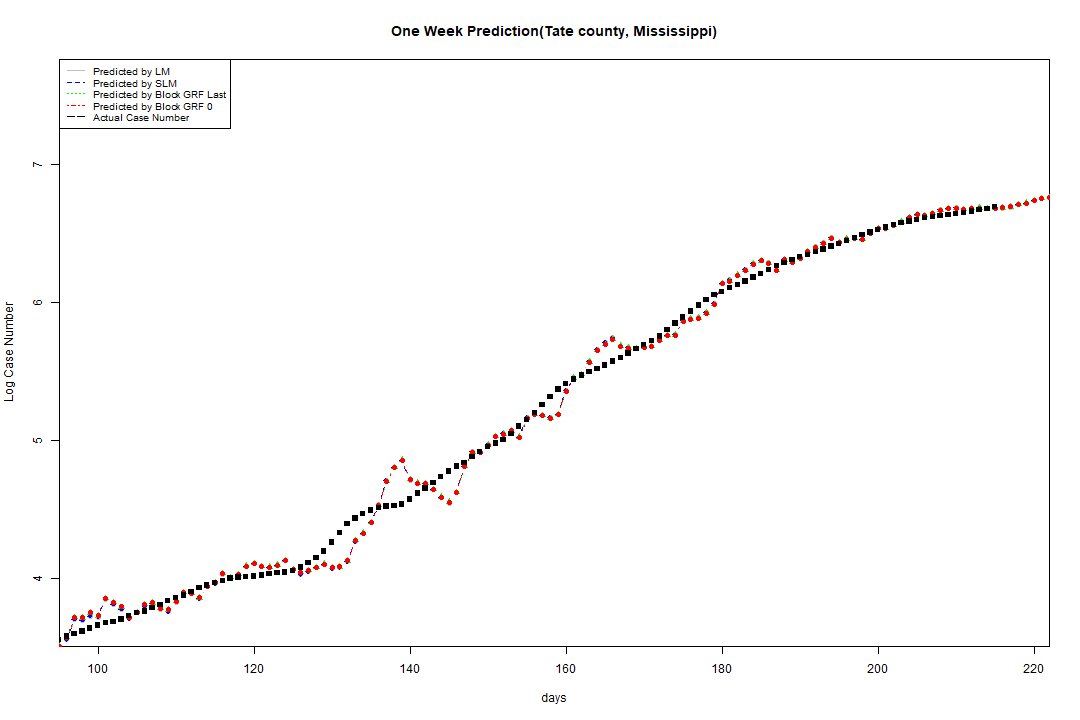 One Week Prediction(Tate county, Mississippi)
Predicted by LM
Predicted by SLM
Predicted by Block GRF Last
Predicted by Block GRF 0
Actual Case Number
7
6
5
4
Log Case Number
100 120 140 160 180 200 220
days